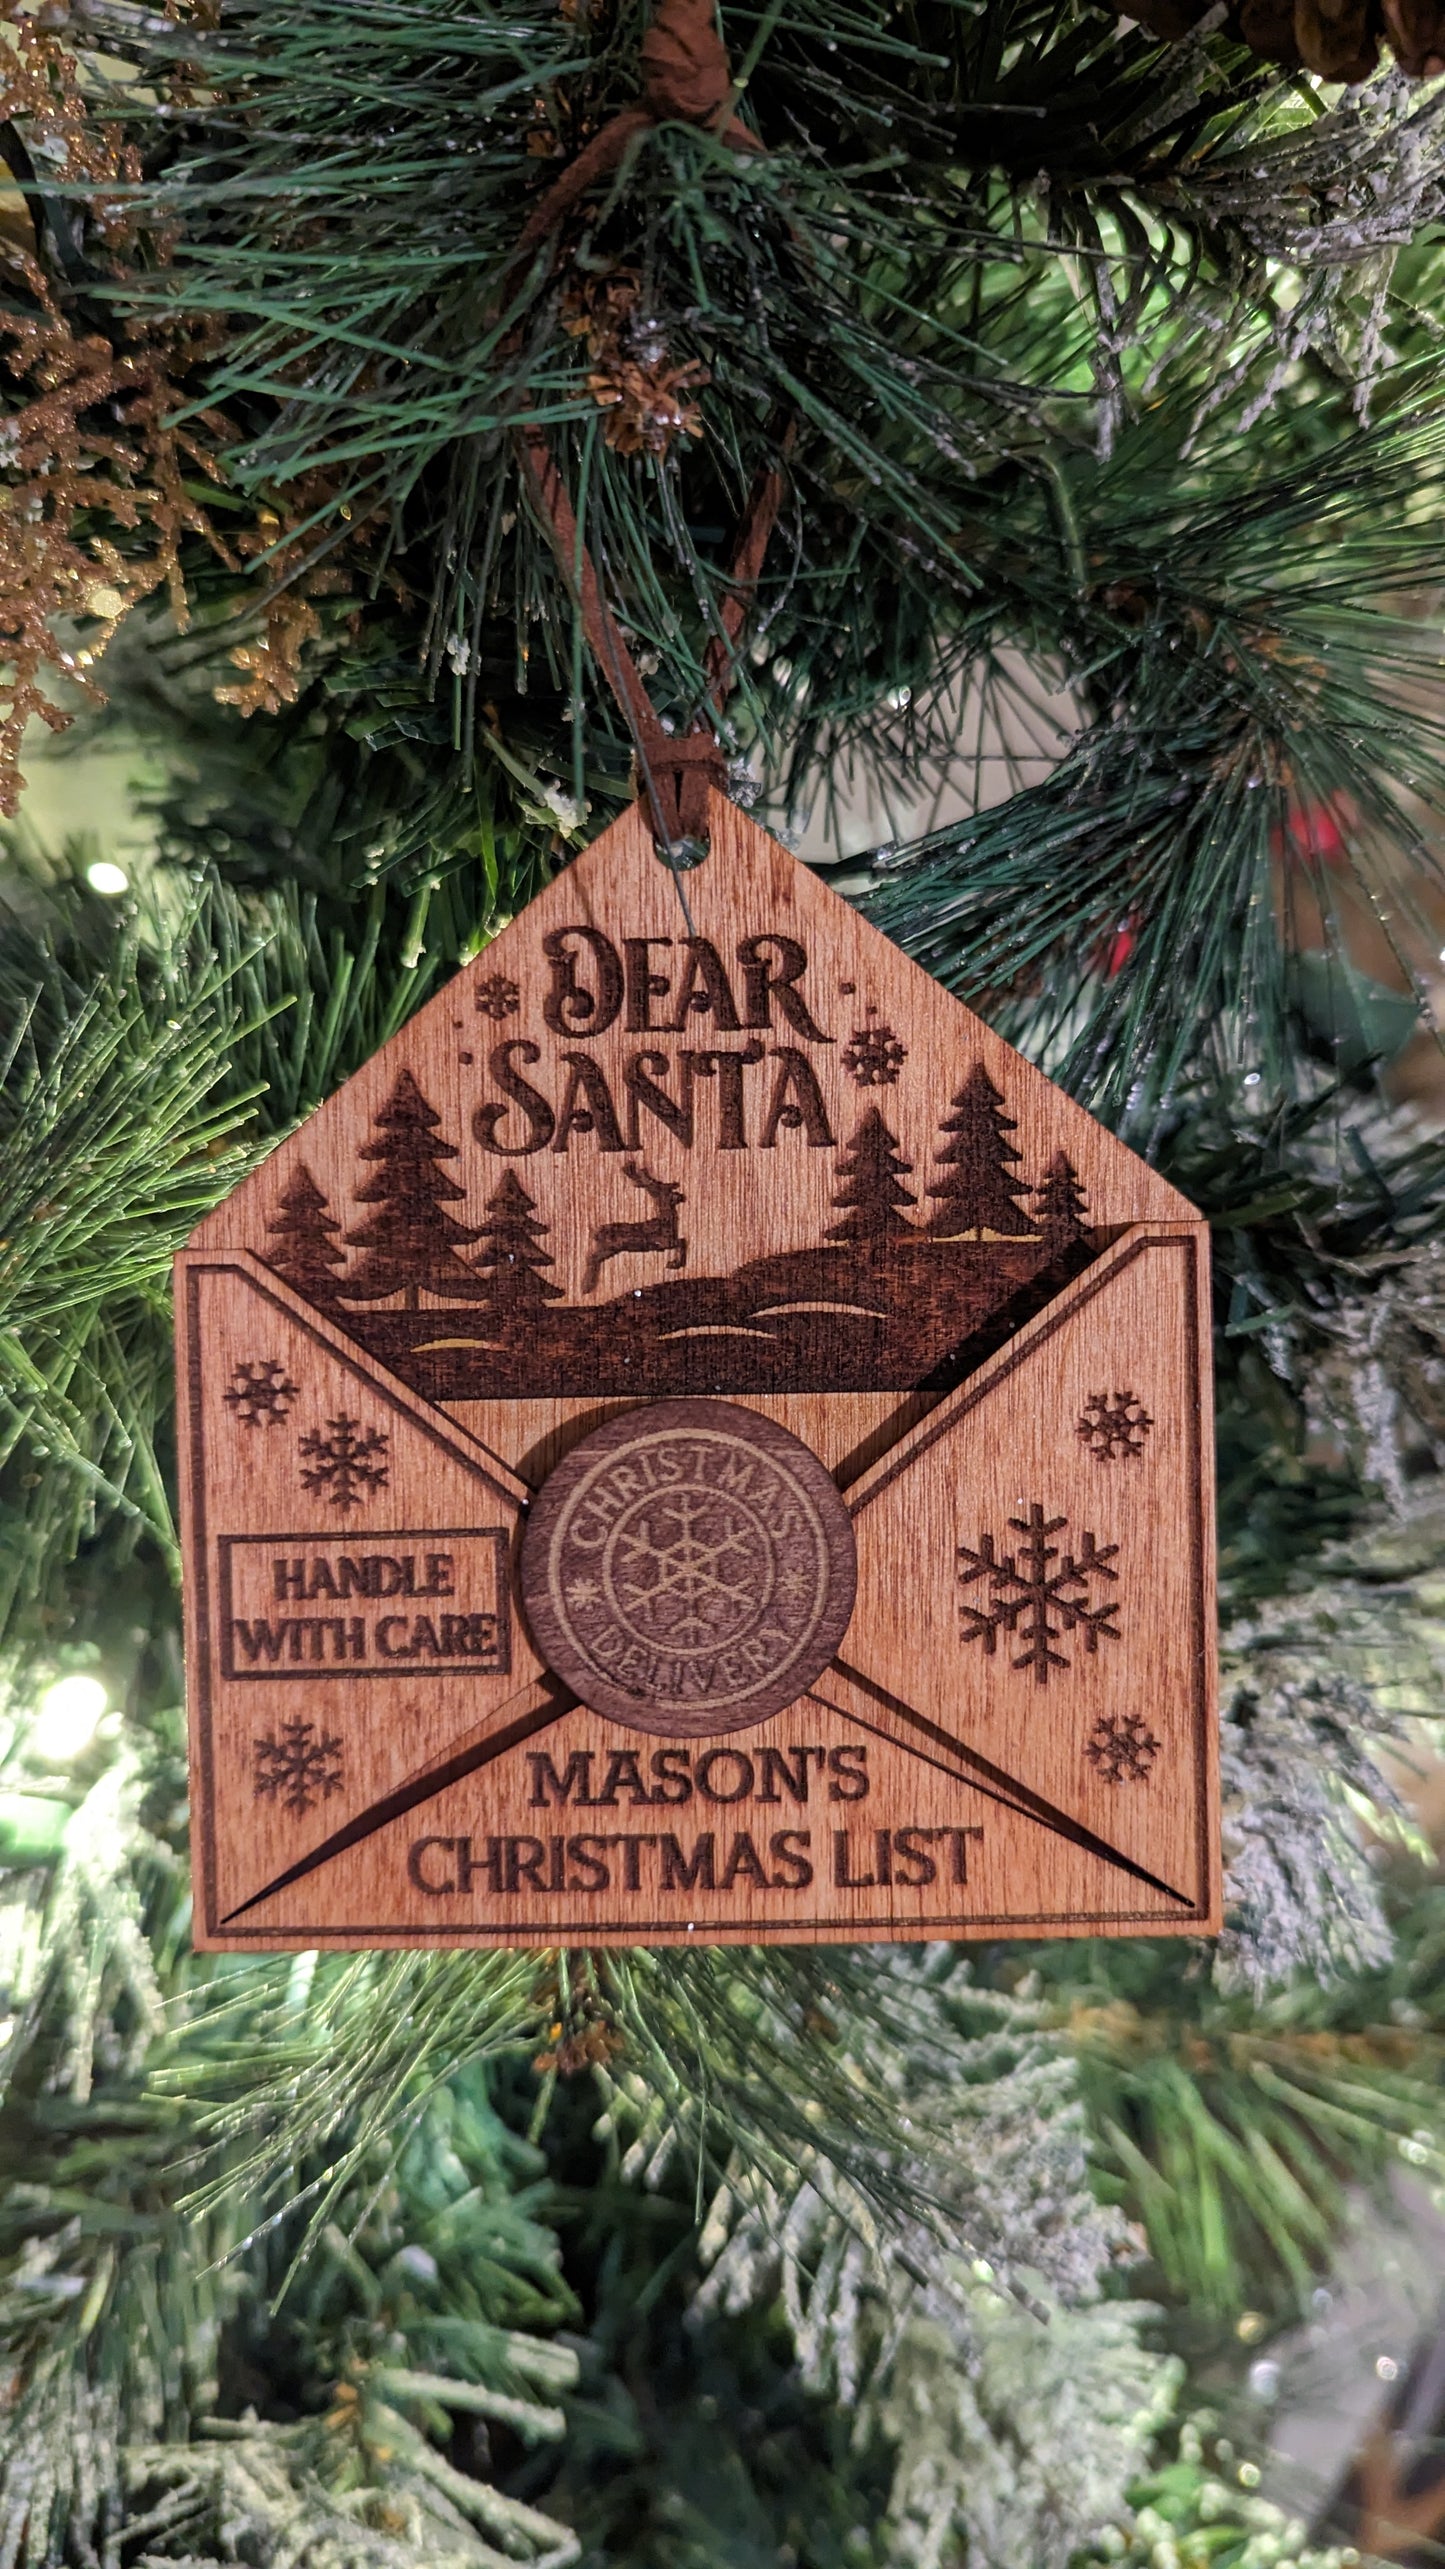 DEAR
SANTA
CHRISTMAS
DELIVERY
HANDLE
WITH CARE
MASON'S
CHRISTMAS LIST